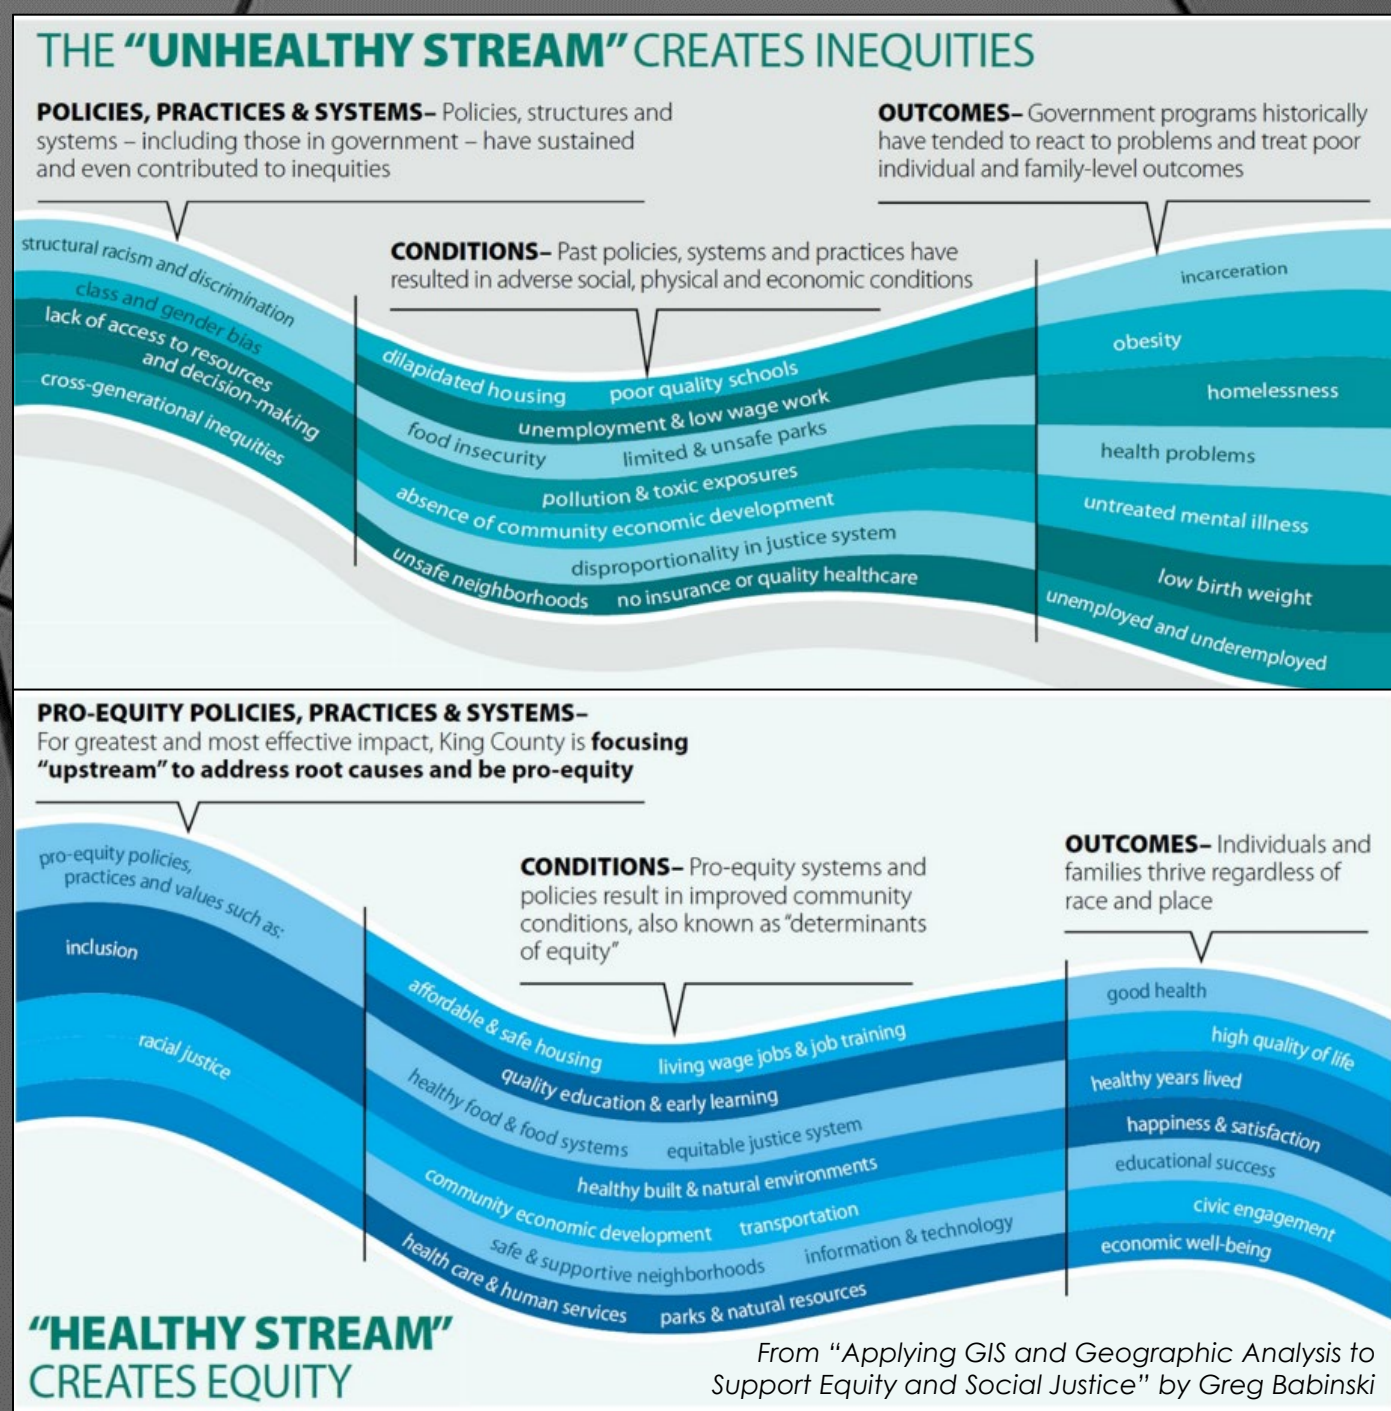 THE “UNHEALTHY STREAM” CREATES INEQUITIES
POLICIES, PRACTICES & SYSTEMS– Policies, structures and
systems – including those in government – have sustained
and even contributed to inequities
OUTCOMES– Government programs historically
have tended to react to problems and treat poor
individual and family-level outcomes
CONDITIONS– Past policies, systems and practices have
resulted in adverse social, physical and economic conditions
structural racism and discrimination
class and gender bias
lack of access to resources
and decision-making
cross-generational inequities
dilapidated housing
poor quality schools
unemployment & low wage work
food insecurity
limited & unsafe parks
pollution & toxic exposures
absence of community economic development
disproportionality in justice system
unsafe neighborhoods
no insurance or quality healthcare
incarceration
obesity
homelessness
health problems
untreated mental illness
low birth weight
unemployed and underemployed
PRO-EQUITY POLICIES, PRACTICES & SYSTEMS–
For greatest and most effective impact, King County is focusing
“upstream” to address root causes and be pro-equity
CONDITIONS– Pro-equity systems and
policies result in improved community
conditions, also known as “determinants
of equity”
OUTCOMES– Individuals and
families thrive regardless of
race and place
pro-equity policies,
practices and values such as:
inclusion
racial justice
affordable & safe housing
living wage jobs & job training
quality education & early learning
healthy food & food systems
equitable justice system
healthy built & natural environments
community economic development
transportation
safe & supportive neighborhoods
information & technology
health care & human services
parks & natural resources
good health
high quality of life
healthy years lived
happiness & satisfaction
educational success
civic engagement
economic well-being
“HEALTHY STREAM”
CREATES EQUITY
From “Applying GIS and Geographic Analysis to
Support Equity and Social Justice” by Greg Babinski